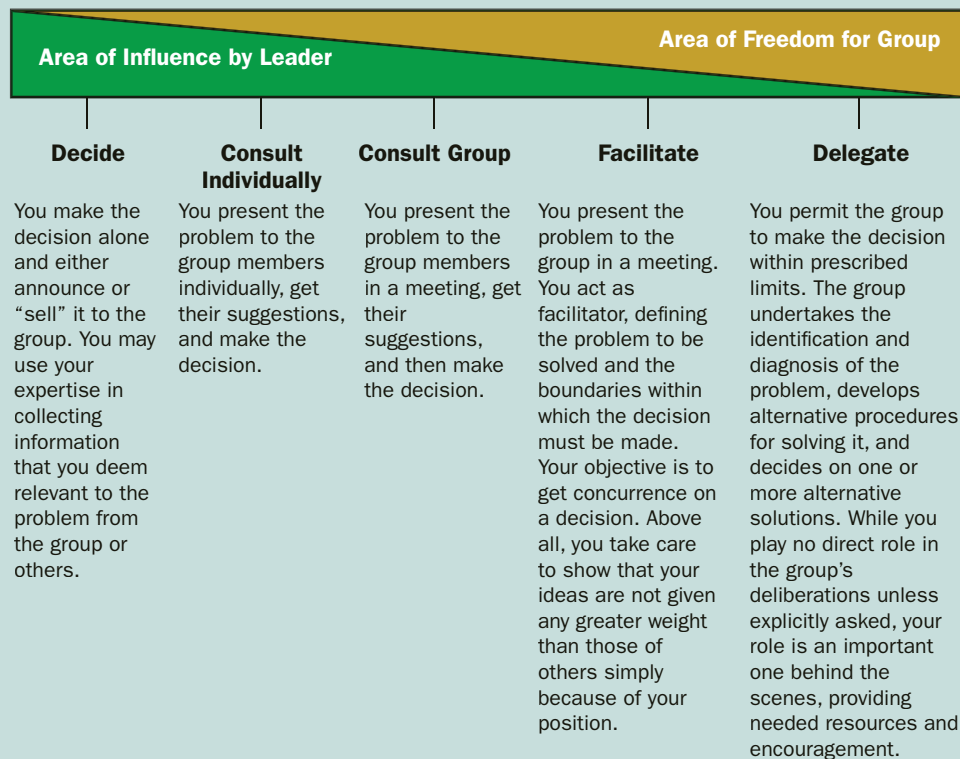 Area of Influence by Leader
Area of Freedom for Group
Decide
You make the
decision alone
and either
announce or
“sell” it to the
group. You may
use your
expertise in
collecting
information
that you deem
relevant to the
problem from
the group or
others.
Consult
Individually
You present the
problem to the
group members
individually, get
their suggestions,
and make the
decision.
Consult Group
You present the
problem to the
group members
in a meeting, get
their
suggestions,
and then make
the decision.
Facilitate
You present the
problem to the
group in a meeting.
You act as
facilitator, defining
the problem to be
solved and the
boundaries within
which the decision
must be made.
Your objective is to
get concurrence on
a decision. Above
all, you take care
to show that your
ideas are not given
any greater weight
than those of
others simply
because of your
position.
Delegate
You permit the group
to make the decision
within prescribed
limits. The group
undertakes the
identification and
diagnosis of the
problem, develops
alternative procedures
for solving it, and
decides on one or
more alternative
solutions. While you
play no direct role in
the group’s
deliberations unless
explicitly asked, your
role is an important
one behind the
scenes, providing
needed resources and
encouragement.